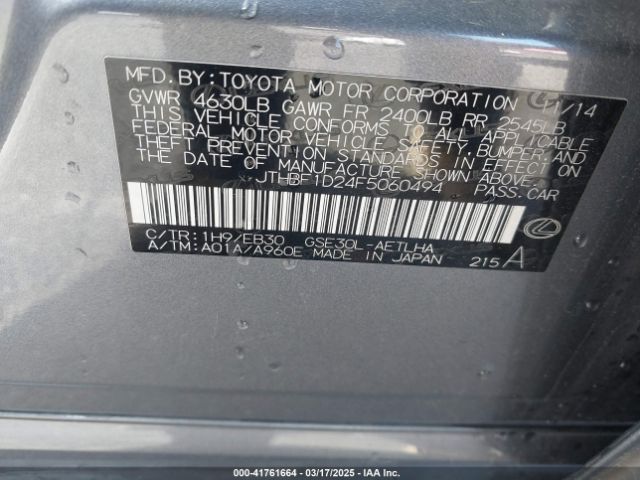 MFD. BY: TOYOTA MOTOR CORPORATION /14
GVWR 4630LB GAWR FR 2400LB RR 2545LB
THIS VEHICLE CONFORMS TO ALL APPLICABLE
FEDERAL MOTOR VEHICLE SAFETY, BUMPER, AND
THEFT PREVENTION STANDARDS IN EFFECT ON
THE DATE OF MANUFACTURE SHOWN ABOVE.
JTHBF1D24F5060494 PASS.CAR
C/TR: 1H9/EB30 GSE30L-AETLHA
A/TM: A01A/A960E MADE IN JAPAN 215 A
000-41761664 | 03/17/2025 | IAA Inc.